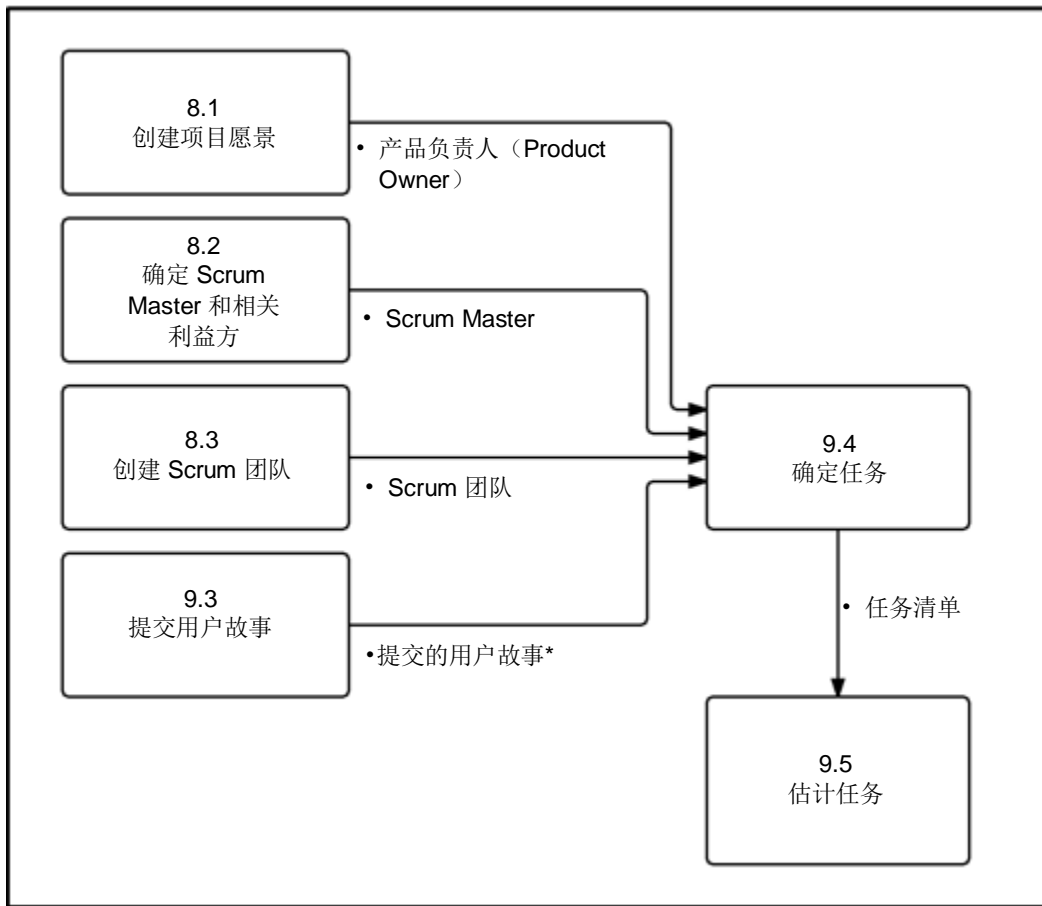 8.1
创建项目愿景
• 产品负责人（Product
Owner）
8.2
确定 Scrum
Master 和相关
利益方
• Scrum Master
8.3
创建 Scrum 团队
• Scrum 团队
9.4
确定任务
9.3
提交用户故事
•提交的用户故事*
• 任务清单
9.5
估计任务